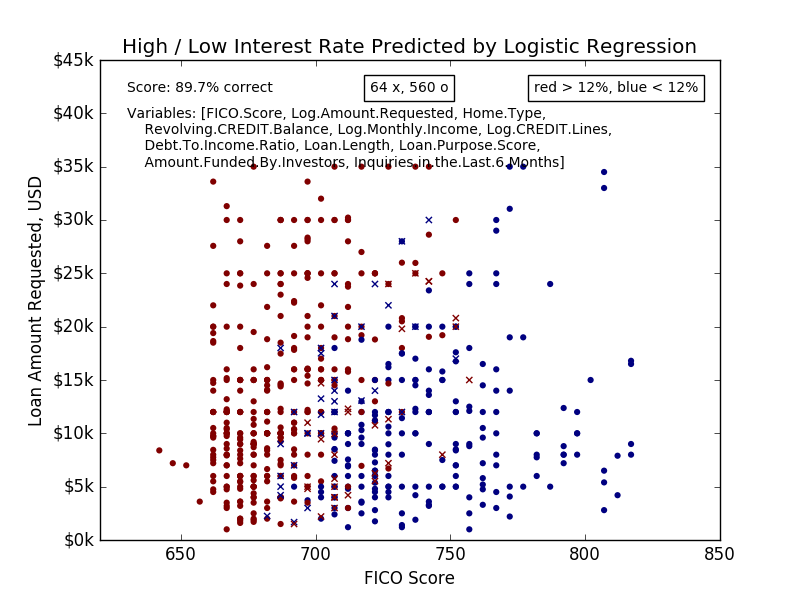 High / Low Interest Rate Predicted by Logistic Regression
Score: 89.7% correct
64 x, 560 o
red > 12%, blue < 12%
Variables: [FICO.Score, Log.Amount.Requested, Home.Type,
Revolving.CREDIT.Balance, Log.Monthly.Income, Log.CREDIT.Lines,
Debt.To.Income.Ratio, Loan.Length, Loan.Purpose.Score,
Amount.Funded.By.Investors, Inquiries.in.the.Last.6.Months]
Loan Amount Requested, USD
$45k
$40k
$35k
$30k
$25k
$20k
$15k
$10k
$5k
$0k
650 700 750 800 850
FICO Score